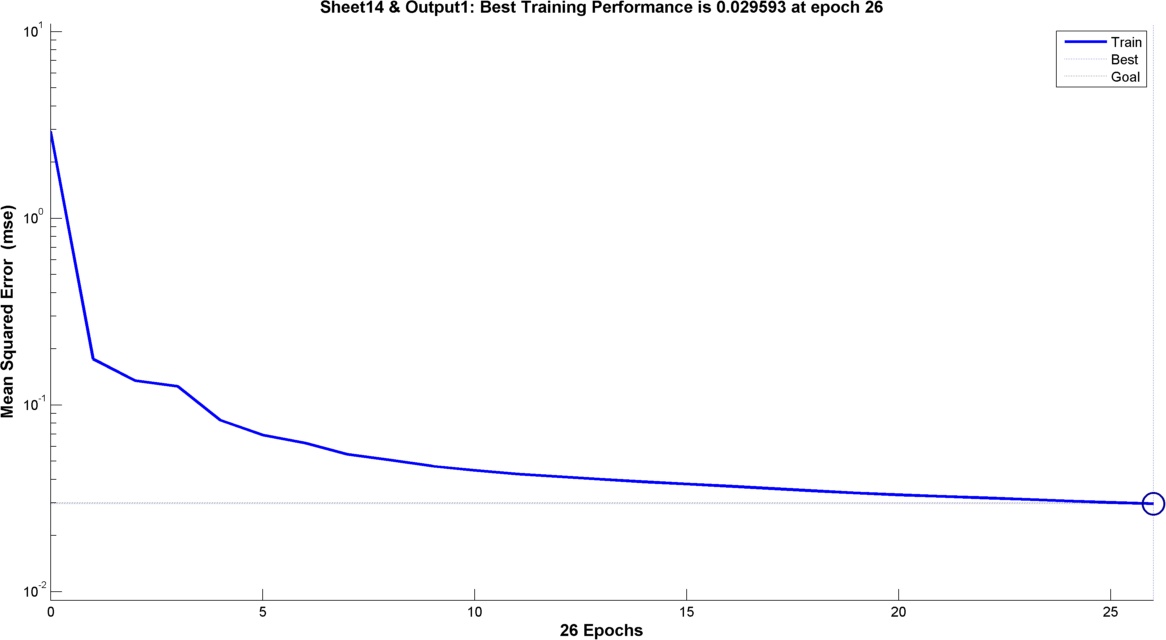 Sheet14 & Output1: Best Training Performance is 0.029593 at epoch 26
Train
Best
Goal
Mean Squared Error (mse)
10^1
10^0
10^-1
10^-2
0 5 10 15 20 25
26 Epochs